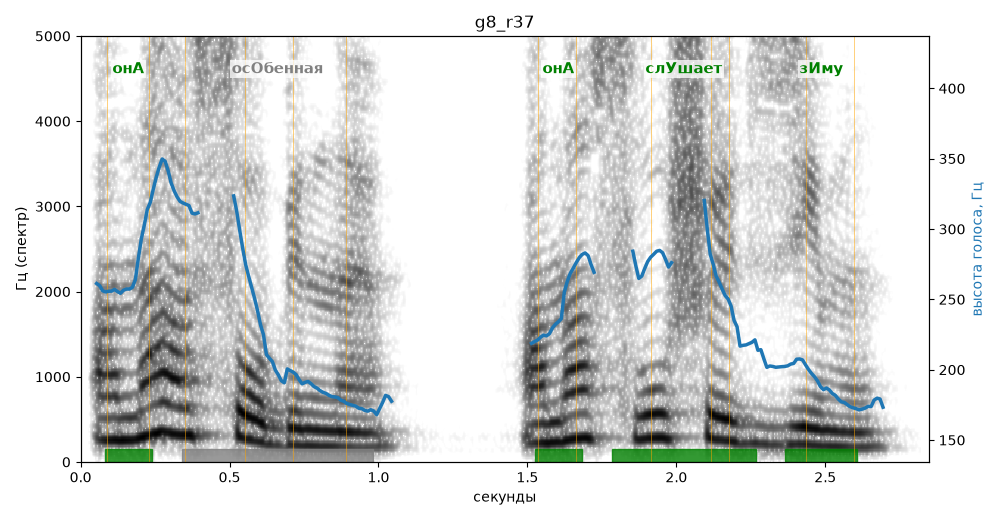 g8_r37
5000
4000
3000
2000
1000
0
Гц (спектр)
онА осОбенная онА слУшает зИму
400
350
300
250
200
150
высота голоса, Гц
0.0 0.5 1.0 1.5 2.0 2.5
секунды